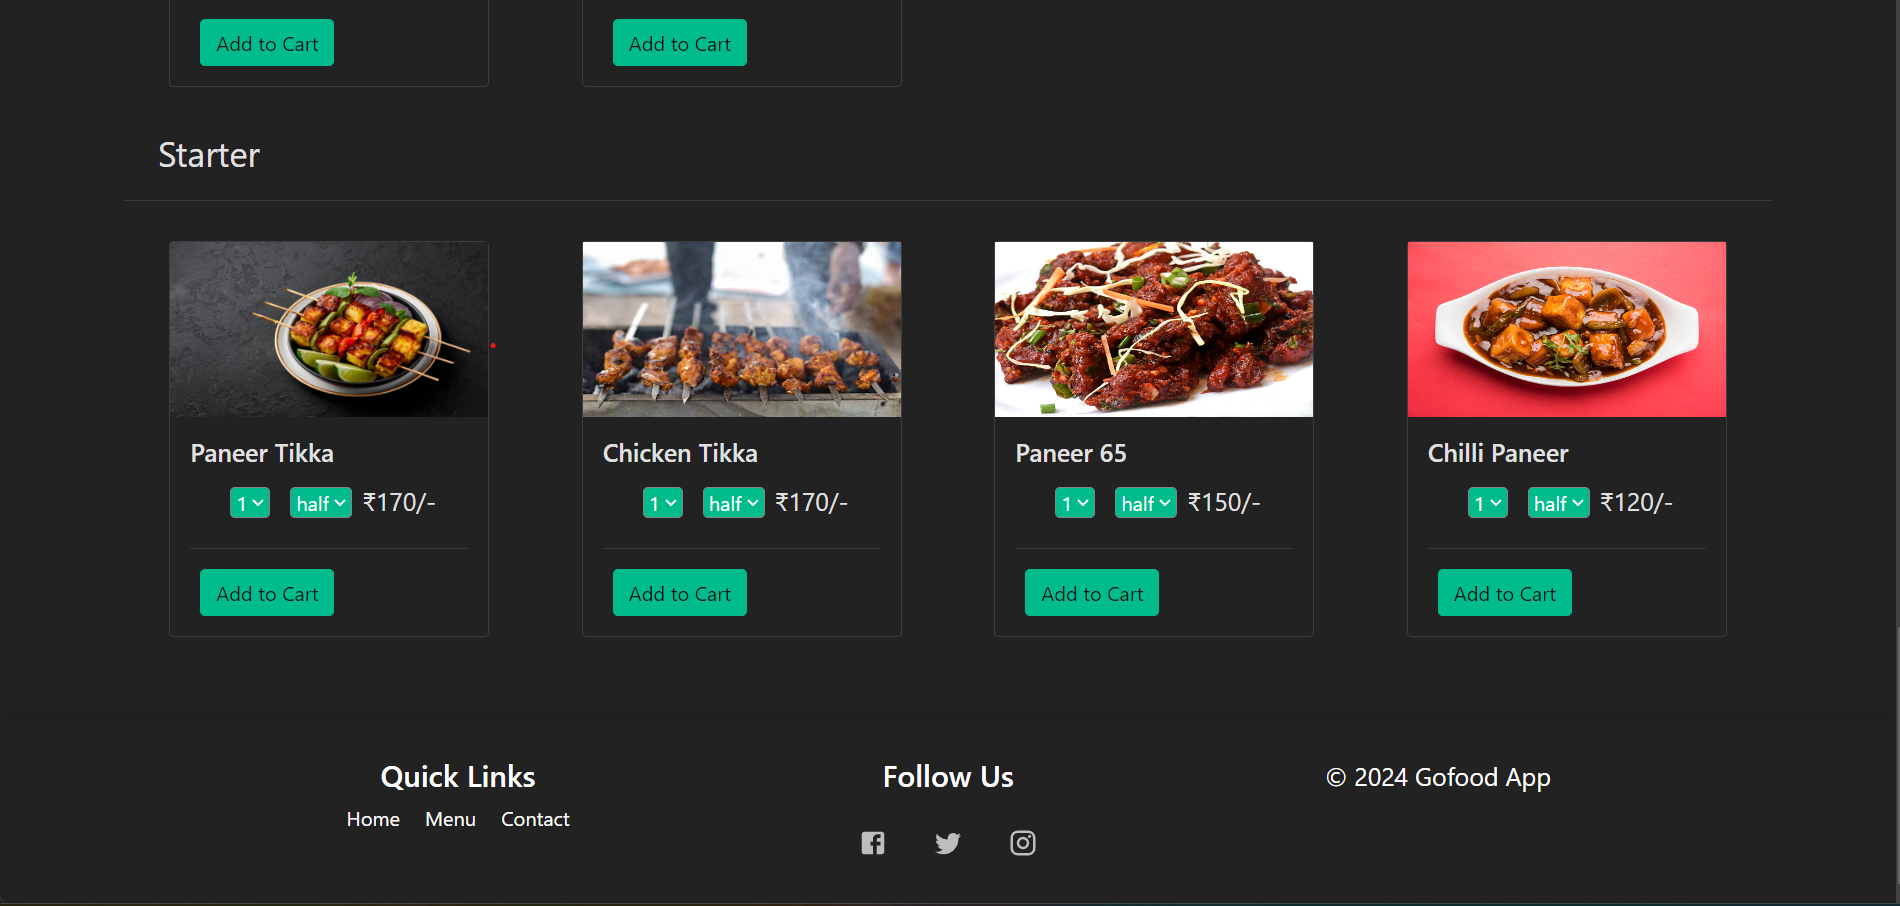 Add to Cart
Add to Cart
Starter
Paneer Tikka
1 half ₹170/-
Add to Cart
Chicken Tikka
1 half ₹170/-
Add to Cart
Paneer 65
1 half ₹150/-
Add to Cart
Chilli Paneer
1 half ₹120/-
Add to Cart
Quick Links
Home Menu Contact
Follow Us
© 2024 Gofood App